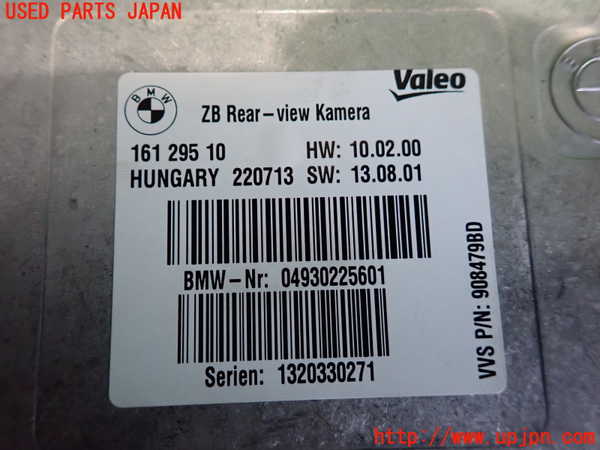 USED PARTS JAPAN
BMW
Valeo
ZB Rear-view Kamera
161 295 10 HW: 10.02.00
HUNGARY 220713 SW: 13.08.01
BMW-Nr: 04930225601
Serien: 1320330271
VVS P/N: 908479BD
http://www.upjpn.com